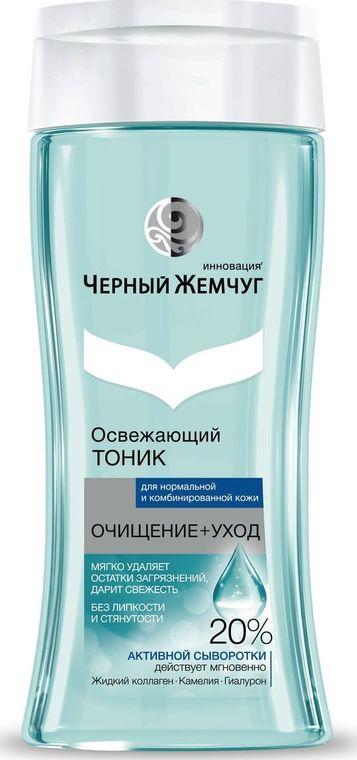 инновация'
ЧЕРНЫЙ ЖЕМЧУГ
Освежающий
ТОНИК
для нормальной
и комбинированной кожи
ОЧИЩЕНИЕ+УХОД
МЯГКО УДАЛЯЕТ
ОСТАТКИ ЗАГРЯЗНЕНИЙ,
ДАРИТ СВЕЖЕСТЬ
БЕЗ ЛИПКОСТИ
И СТЯНУТОСТИ
20%
АКТИВНОЙ СЫВОРОТКИ
действует мгновенно
Жидкий коллаген · Камелия · Гиалурон